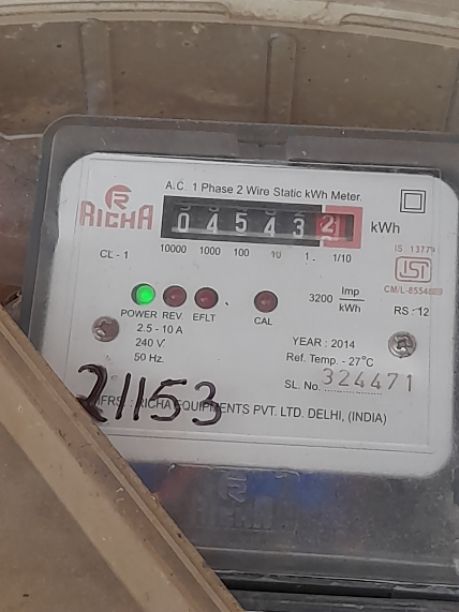 A.C. 1 Phase 2 Wire Static kWh Meter.
RICHA
0 4 5 4 3 2
kWh
CL - 1
10000 1000 100 10 1. 1/10
IS 13779
ISI
CM/L-85548
3200 Imp/kWh
RS : 12
POWER REV EFLT CAL
2.5 - 10 A
240 V.
50 Hz.
YEAR : 2014
Ref. Temp. - 27°C
SL. No. 324471
21153
MFRS. : RICHA EQUIPMENTS PVT. LTD. DELHI, (INDIA)